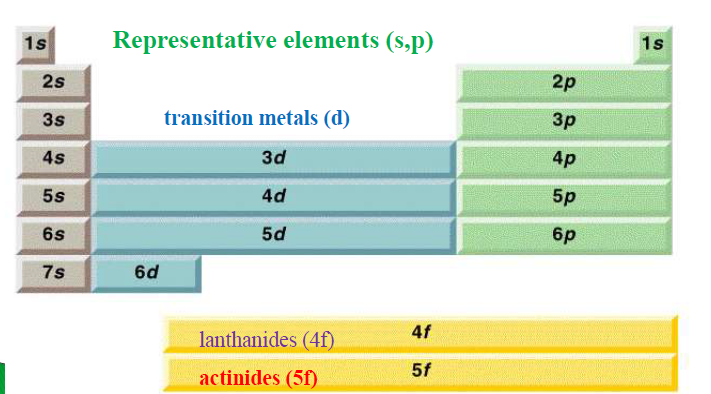 1s
Representative elements (s,p)
1s
2s
2p
3s
transition metals (d)
3p
4s
3d
4p
5s
4d
5p
6s
5d
6p
7s
6d
lanthanides (4f)
4f
actinides (5f)
5f